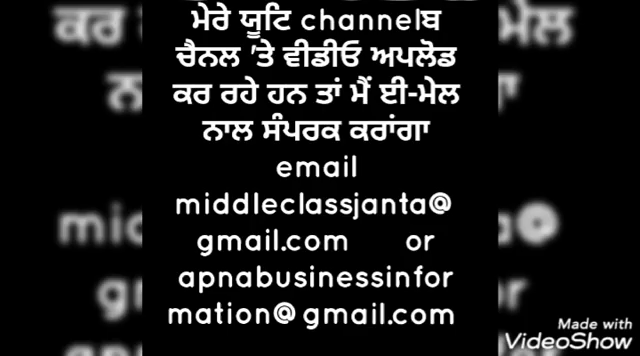 ਮੇਰੇ ਯੂਟਿ channelਬ
ਚੈਨਲ 'ਤੇ ਵੀਡੀਓ ਅਪਲੋਡ
ਕਰ ਰਹੇ ਹਨ ਤਾਂ ਮੈਂ ਈ-ਮੇਲ
ਨਾਲ ਸੰਪਰਕ ਕਰਾਂਗਾ
email
middleclassjanta@
gmail.com or
apnabusinessinfor
mation@gmail.com
Made with
VideoShow